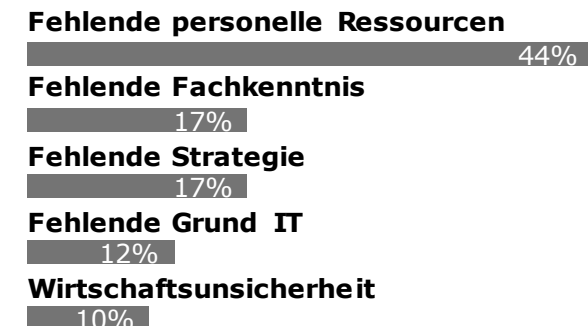 Fehlende personelle Ressourcen
44%
Fehlende Fachkenntnis
17%
Fehlende Strategie
17%
Fehlende Grund IT
12%
Wirtschaftsunsicherheit
10%